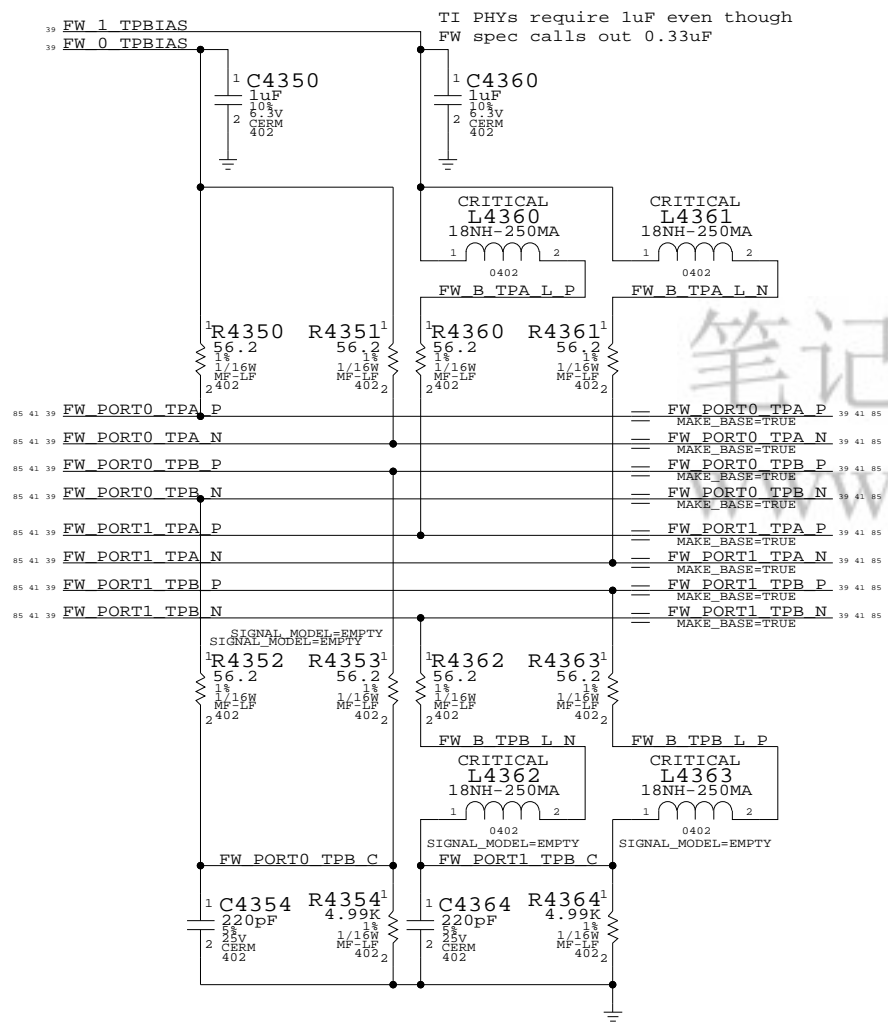 TI PHYs require 1uF even though
FW spec calls out 0.33uF
39 FW_1_TPBIAS
39 FW_0_TPBIAS
1 C4350
1uF
10%
6.3V
2 CERM
402
1 C4360
1uF
10%
6.3V
2 CERM
402
CRITICAL
L4360
18NH-250MA
1 2
0402
FW_B_TPA_L_P
CRITICAL
L4361
18NH-250MA
1 2
0402
FW_B_TPA_L_N
1 R4350
56.2
1%
1/16W
MF-LF
2 402
R4351 1
56.2
1%
1/16W
MF-LF
402 2
1 R4360
56.2
1%
1/16W
MF-LF
2 402
R4361 1
56.2
1%
1/16W
MF-LF
402 2
笔记
www
85 41 39 FW_PORT0_TPA_P FW_PORT0_TPA_P 39 41 85
MAKE_BASE=TRUE
85 41 39 FW_PORT0_TPA_N FW_PORT0_TPA_N 39 41 85
MAKE_BASE=TRUE
85 41 39 FW_PORT0_TPB_P FW_PORT0_TPB_P 39 41 85
MAKE_BASE=TRUE
85 41 39 FW_PORT0_TPB_N FW_PORT0_TPB_N 39 41 85
MAKE_BASE=TRUE
85 41 39 FW_PORT1_TPA_P FW_PORT1_TPA_P 39 41 85
MAKE_BASE=TRUE
85 41 39 FW_PORT1_TPA_N FW_PORT1_TPA_N 39 41 85
MAKE_BASE=TRUE
85 41 39 FW_PORT1_TPB_P FW_PORT1_TPB_P 39 41 85
MAKE_BASE=TRUE
85 41 39 FW_PORT1_TPB_N FW_PORT1_TPB_N 39 41 85
MAKE_BASE=TRUE
SIGNAL_MODEL=EMPTY
SIGNAL_MODEL=EMPTY
1 R4352
56.2
1%
1/16W
MF-LF
2 402
R4353 1
56.2
1%
1/16W
MF-LF
402 2
1 R4362
56.2
1%
1/16W
MF-LF
2 402
R4363 1
56.2
1%
1/16W
MF-LF
402 2
FW_B_TPB_L_N
CRITICAL
L4362
18NH-250MA
1 2
0402
SIGNAL_MODEL=EMPTY
FW_B_TPB_L_P
CRITICAL
L4363
18NH-250MA
1 2
0402
SIGNAL_MODEL=EMPTY
FW_PORT0_TPB_C
FW_PORT1_TPB_C
1 C4354
220pF
5%
25V
2 CERM
402
R4354 1
4.99K
1%
1/16W
MF-LF
402 2
1 C4364
220pF
5%
25V
2 CERM
402
R4364 1
4.99K
1%
1/16W
MF-LF
402 2